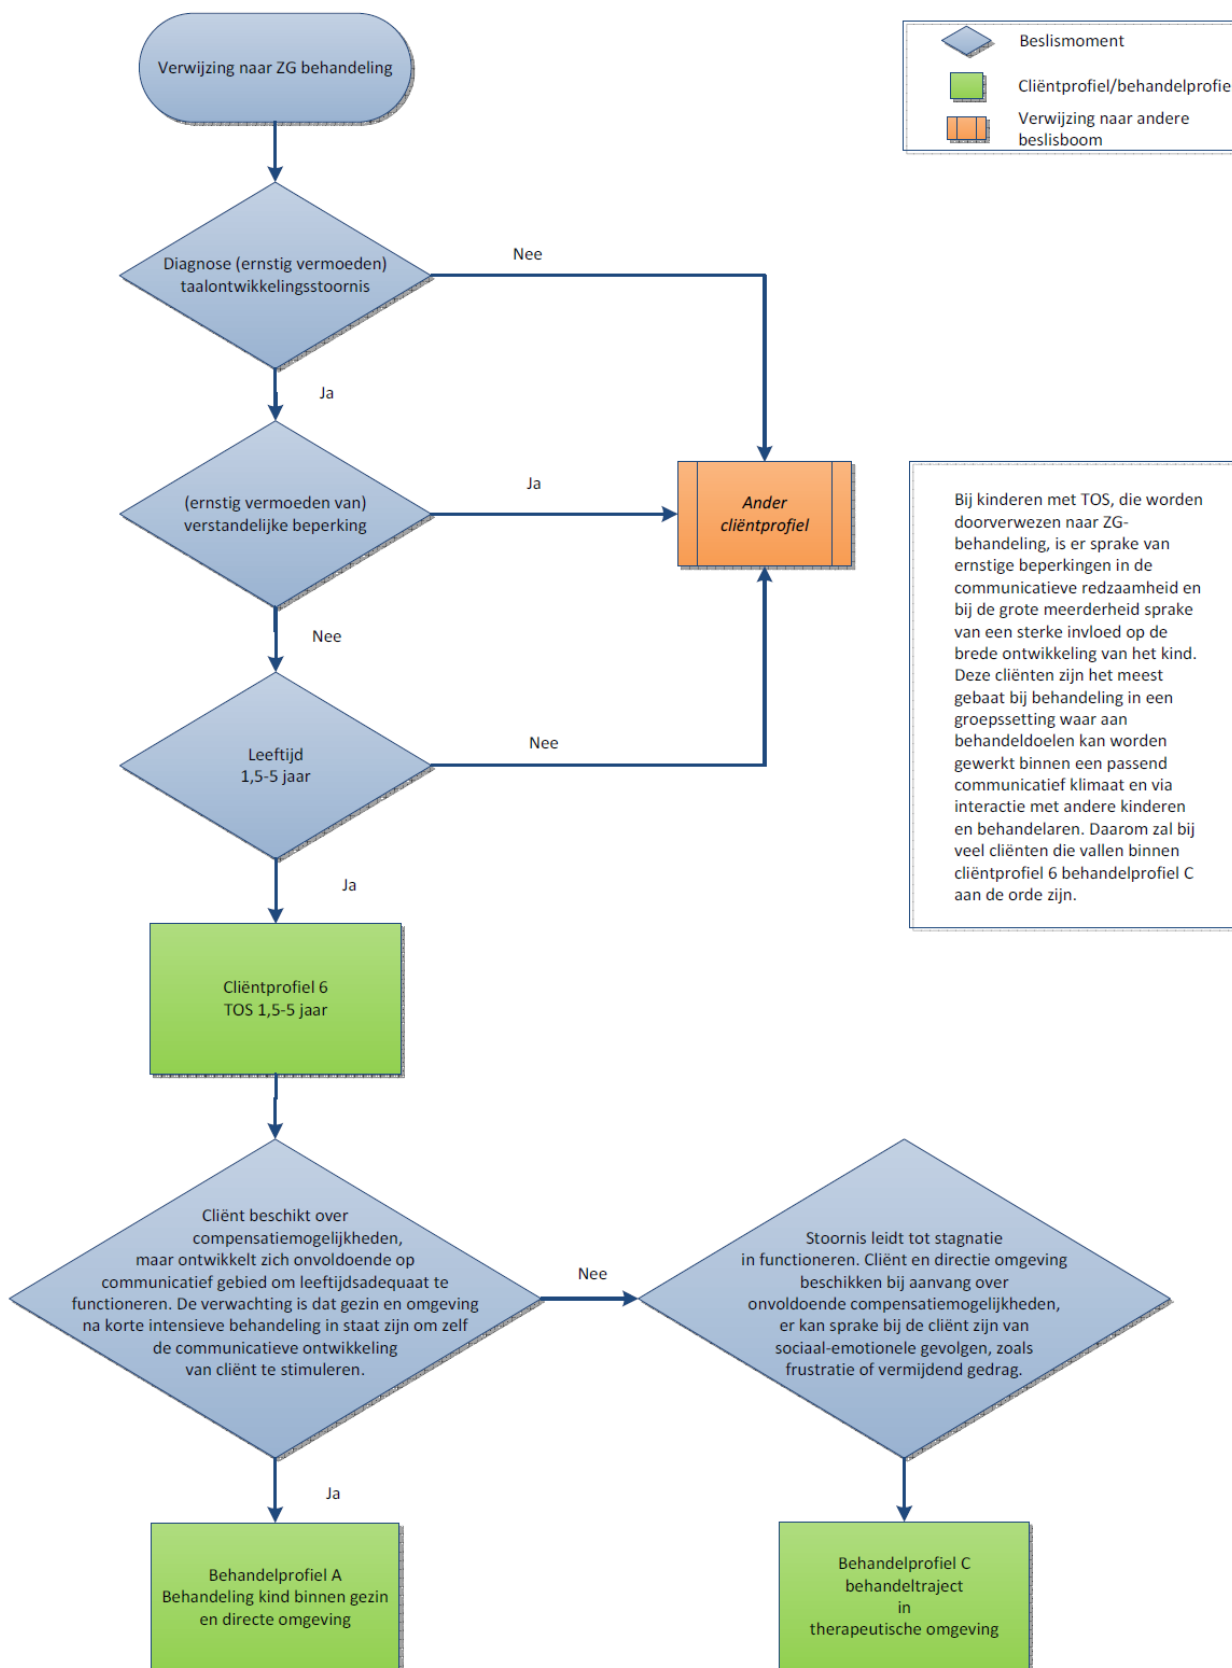 Verwijzing naar ZG behandeling
Beslismoment
Cliëntprofiel/behandelprofie
Verwijzing naar andere
beslisboom
Diagnose (ernstig vermoeden)
taalontwikkelingsstoornis
Nee
Ja
(ernstig vermoeden van)
verstandelijke beperking
Ja
Ander
cliëntprofiel
Nee
Leeftijd
1,5-5 jaar
Nee
Ja
Bij kinderen met TOS, die worden
doorverwezen naar ZG-
behandeling, is er sprake van
ernstige beperkingen in de
communicatieve redzaamheid en
bij de grote meerderheid sprake
van een sterke invloed op de
brede ontwikkeling van het kind.
Deze cliënten zijn het meest
gebaat bij behandeling in een
groepssetting waar aan
behandeldoelen kan worden
gewerkt binnen een passend
communicatief klimaat en via
interactie met andere kinderen
en behandelaren. Daarom zal bij
veel cliënten die vallen binnen
cliëntprofiel 6 behandelprofiel C
aan de orde zijn.
Cliëntprofiel 6
TOS 1,5-5 jaar
Cliënt beschikt over
compensatiemogelijkheden,
maar ontwikkelt zich onvoldoende op
communicatief gebied om leeftijdsadequaat te
functioneren. De verwachting is dat gezin en omgeving
na korte intensieve behandeling in staat zijn om zelf
de communicatieve ontwikkeling
van cliënt te stimuleren.
Nee
Stoornis leidt tot stagnatie
in functioneren. Cliënt en directie omgeving
beschikken bij aanvang over
onvoldoende compensatiemogelijkheden,
er kan sprake bij de cliënt zijn van
sociaal-emotionele gevolgen, zoals
frustratie of vermijdend gedrag.
Ja
Behandelprofiel A
Behandeling kind binnen gezin
en directe omgeving
Behandelprofiel C
behandeltraject
in
therapeutische omgeving